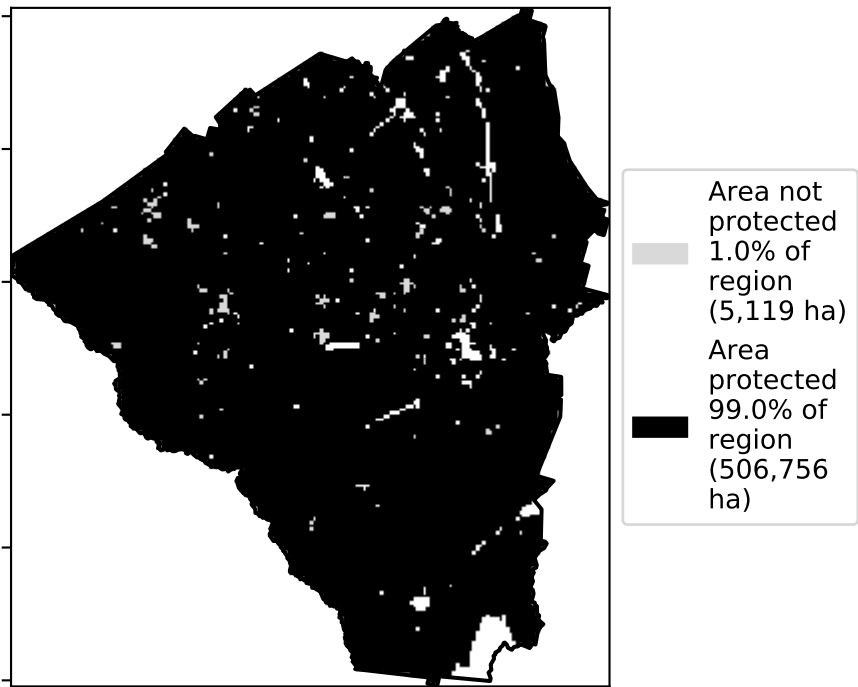 Area not
protected
1.0% of
region
(5,119 ha)
Area
protected
99.0% of
region
(506,756
ha)